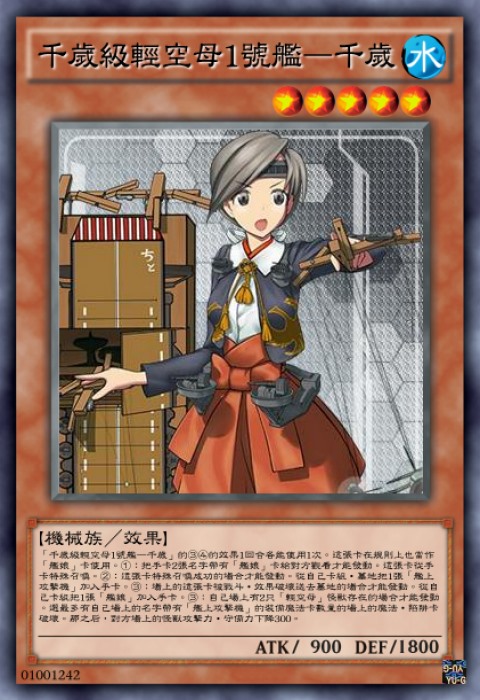 千歲級輕空母1號艦—千歲
水
ちと
[機械族/效果]
「千歲級輕空母1號艦—千歲」的③④的效果1回合各能使用1次。這張卡在規則上也當作
「艦娘」卡使用。①：把手卡2張名字帶有「艦娘」卡給對方觀看才能發動。這張卡從手
卡特殊召喚。②：這張卡特殊召喚成功的場合才能發動。從自己卡組‧墓地把1張「艦上
攻擊機」加入手卡。③：場上的這張卡被戰斗‧效果破壞送去墓地的場合才能發動。從自
己卡組把1張「艦娘」加入手卡。③：自己場上有2只「輕空母」怪獸存在的場合才能發動
。選最多有自己場上的名字帶有「艦上攻擊機」的裝備魔法卡數量的場上的魔法‧陷阱卡
破壞。那之后，對方場上的怪獸攻擊力‧守備力下降300。
ATK/ 900 DEF/1800
01001242